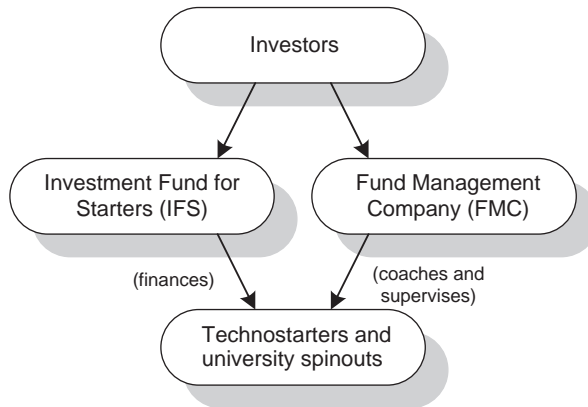 Investors
Investment Fund for
Starters (IFS)
Fund Management
Company (FMC)
(finances)
(coaches and
supervises)
Technostarters and
university spinouts